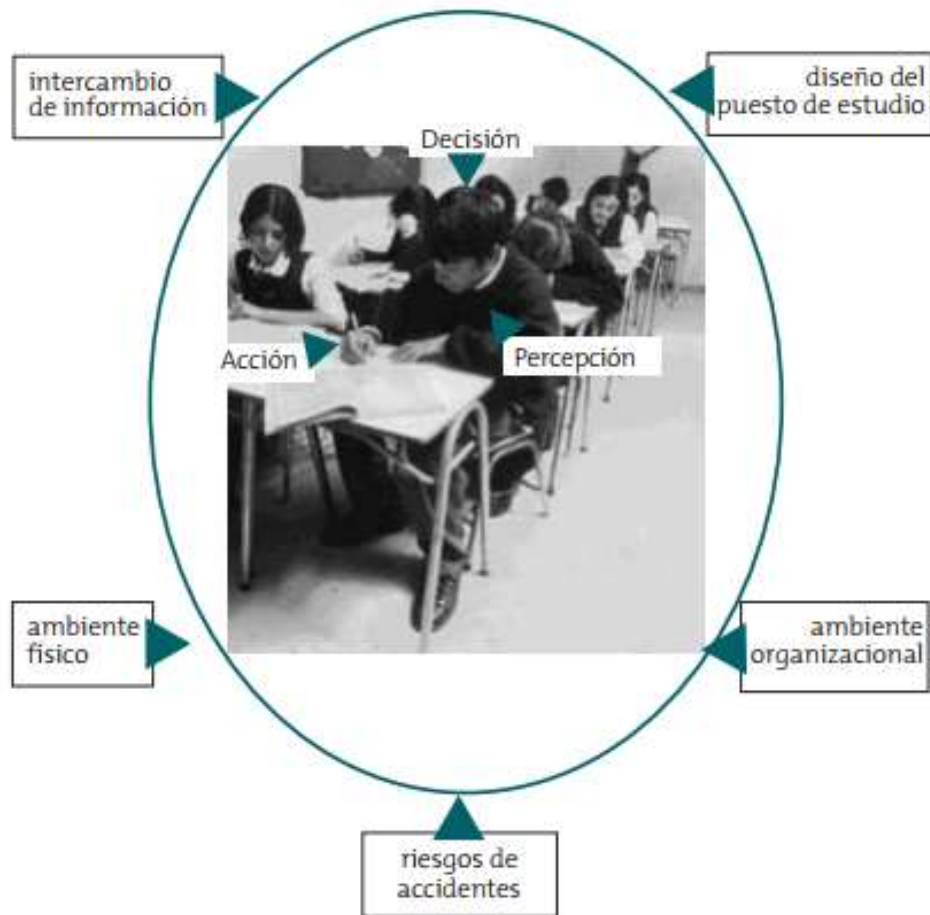 intercambio
de información
diseño del
puesto de estudio
Decisión
Acción
Percepción
ambiente
físico
ambiente
organizacional
riesgos de
accidentes